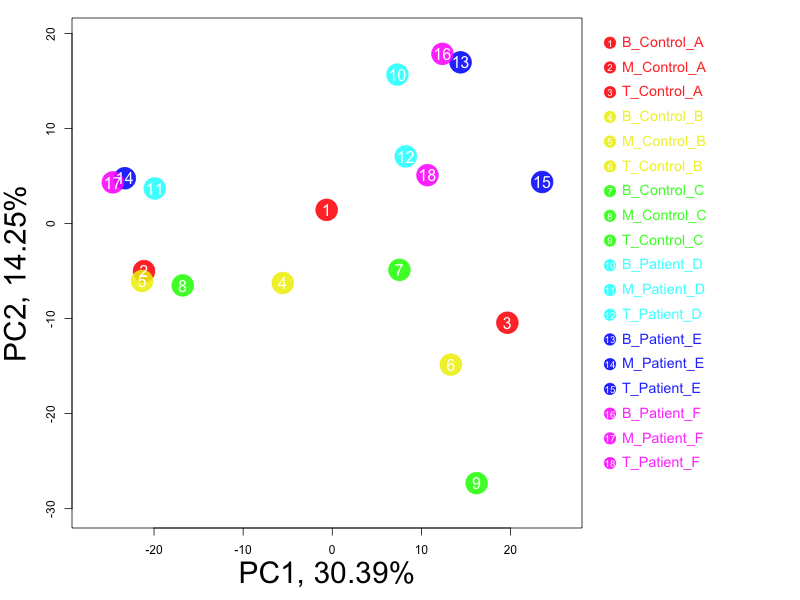 20
10
0
-10
-20
-30
PC2, 14.25%
-20 -10 0 10 20
PC1, 30.39%
16
13
10
12
18
15
14
17
11
1
2
5
8
4
7
3
6
9
1 B_Control_A
2 M_Control_A
3 T_Control_A
4 B_Control_B
5 M_Control_B
6 T_Control_B
7 B_Control_C
8 M_Control_C
9 T_Control_C
10 B_Patient_D
11 M_Patient_D
12 T_Patient_D
13 B_Patient_E
14 M_Patient_E
15 T_Patient_E
16 B_Patient_F
17 M_Patient_F
18 T_Patient_F